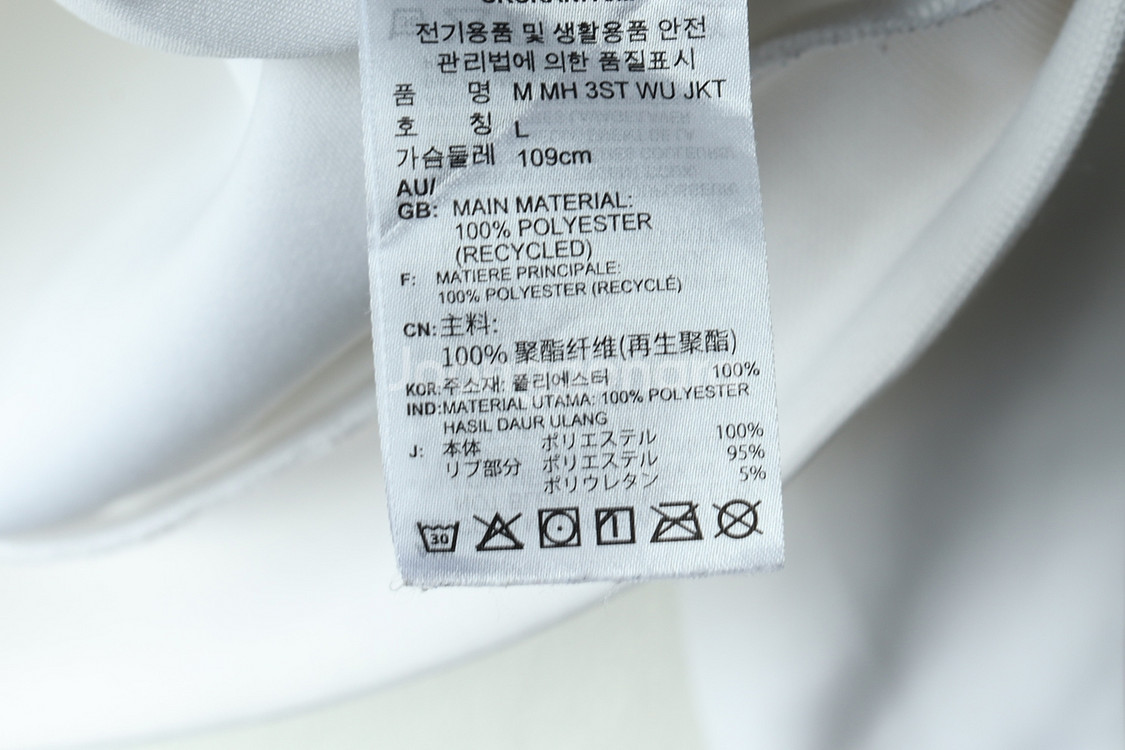 전기용품 및 생활용품 안전
관리법에 의한 품질표시
품 명 M MH 3ST WU JKT
호 칭 L
가슴둘레 109cm
AU/
GB: MAIN MATERIAL:
100% POLYESTER
(RECYCLED)
F: MATIERE PRINCIPALE:
100% POLYESTER (RECYCLÉ)
CN: 主料:
100% 聚酯纤维(再生聚酯)
KOR: 주소재: 폴리에스터 100%
IND: MATERIAL UTAMA: 100% POLYESTER
HASIL DAUR ULANG
J: 本体 ポリエステル 100%
リブ部分 ポリエステル 95%
ポリウレタン 5%
30